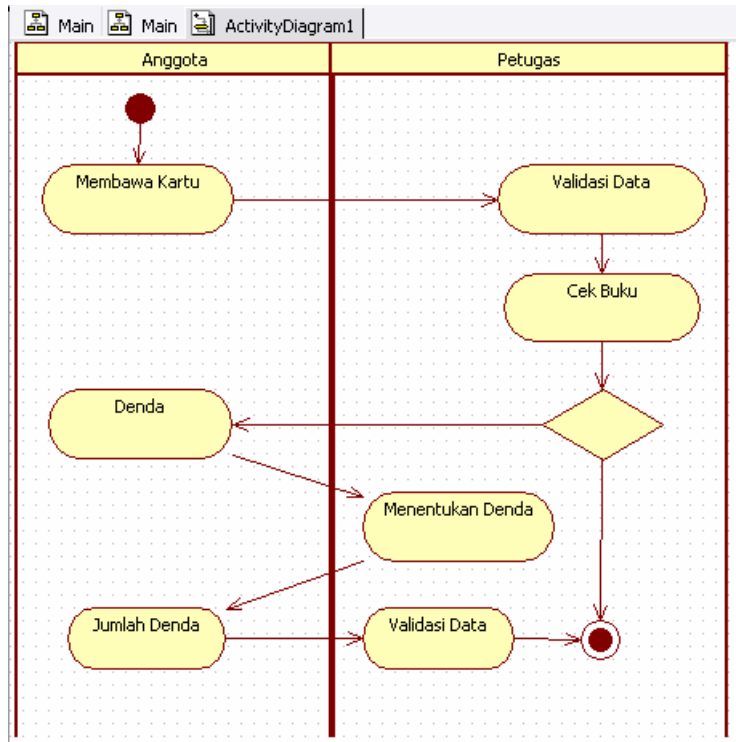 Main Main ActivityDiagram1
Anggota Petugas
Membawa Kartu Validasi Data
Cek Buku
Denda
Menentukan Denda
Jumlah Denda Validasi Data